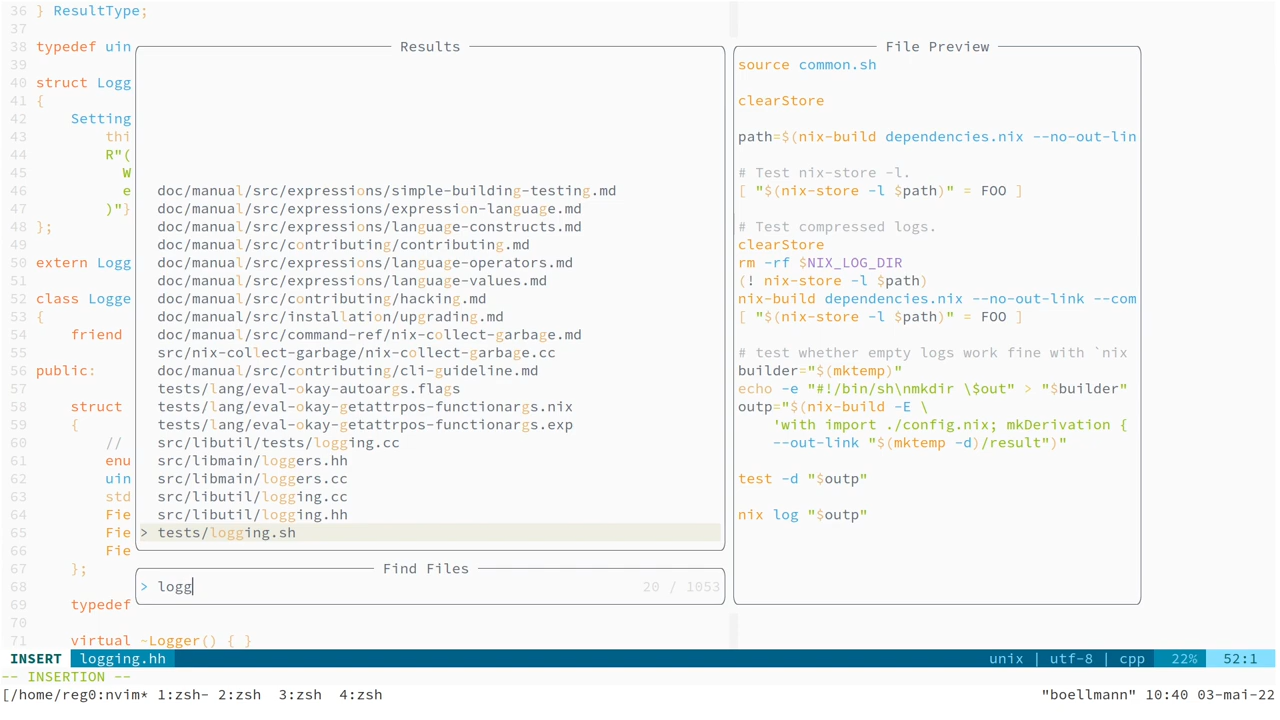 36 } ResultType;
37
38 typedef uin
39
40 struct Logg
41 {
42 Setting
43 thi
44 R"(
45 W
46 e
47 )"}
48 };
49
50 extern Logg
51
52 class Logge
53 {
54 friend
55
56 public:
57
58 struct
59 {
60 //
61 enu
62 uin
63 std
64 Fie
65 Fie
66 Fie
67 };
68
69 typedef
70
71 virtual ~Logger() { }
Results
doc/manual/src/expressions/simple-building-testing.md
doc/manual/src/expressions/expression-language.md
doc/manual/src/expressions/language-constructs.md
doc/manual/src/contributing/contributing.md
doc/manual/src/expressions/language-operators.md
doc/manual/src/expressions/language-values.md
doc/manual/src/contributing/hacking.md
doc/manual/src/installation/upgrading.md
doc/manual/src/command-ref/nix-collect-garbage.md
src/nix-collect-garbage/nix-collect-garbage.cc
doc/manual/src/contributing/cli-guideline.md
tests/lang/eval-okay-autoargs.flags
tests/lang/eval-okay-getattrpos-functionargs.nix
tests/lang/eval-okay-getattrpos-functionargs.exp
src/libutil/tests/logging.cc
src/libmain/loggers.hh
src/libmain/loggers.cc
src/libutil/logging.cc
src/libutil/logging.hh
> tests/logging.sh
Find Files
> logg 20 / 1053
File Preview
source common.sh
clearStore
path=$(nix-build dependencies.nix --no-out-lin
# Test nix-store -l.
[ "$(nix-store -l $path)" = FOO ]
# Test compressed logs.
clearStore
rm -rf $NIX_LOG_DIR
(! nix-store -l $path)
nix-build dependencies.nix --no-out-link --com
[ "$(nix-store -l $path)" = FOO ]
# test whether empty logs work fine with `nix
builder="$(mktemp)"
echo -e "#!/bin/sh\nmkdir \$out" > "$builder"
outp="$(nix-build -E \
'with import ./config.nix; mkDerivation {
--out-link "$(mktemp -d)/result")"
test -d "$outp"
nix log "$outp"
INSERT logging.hh unix | utf-8 | cpp 22% 52:1
-- INSERTION --
[/home/reg0:nvim* 1:zsh- 2:zsh 3:zsh 4:zsh "boellmann" 10:40 03-mai-22